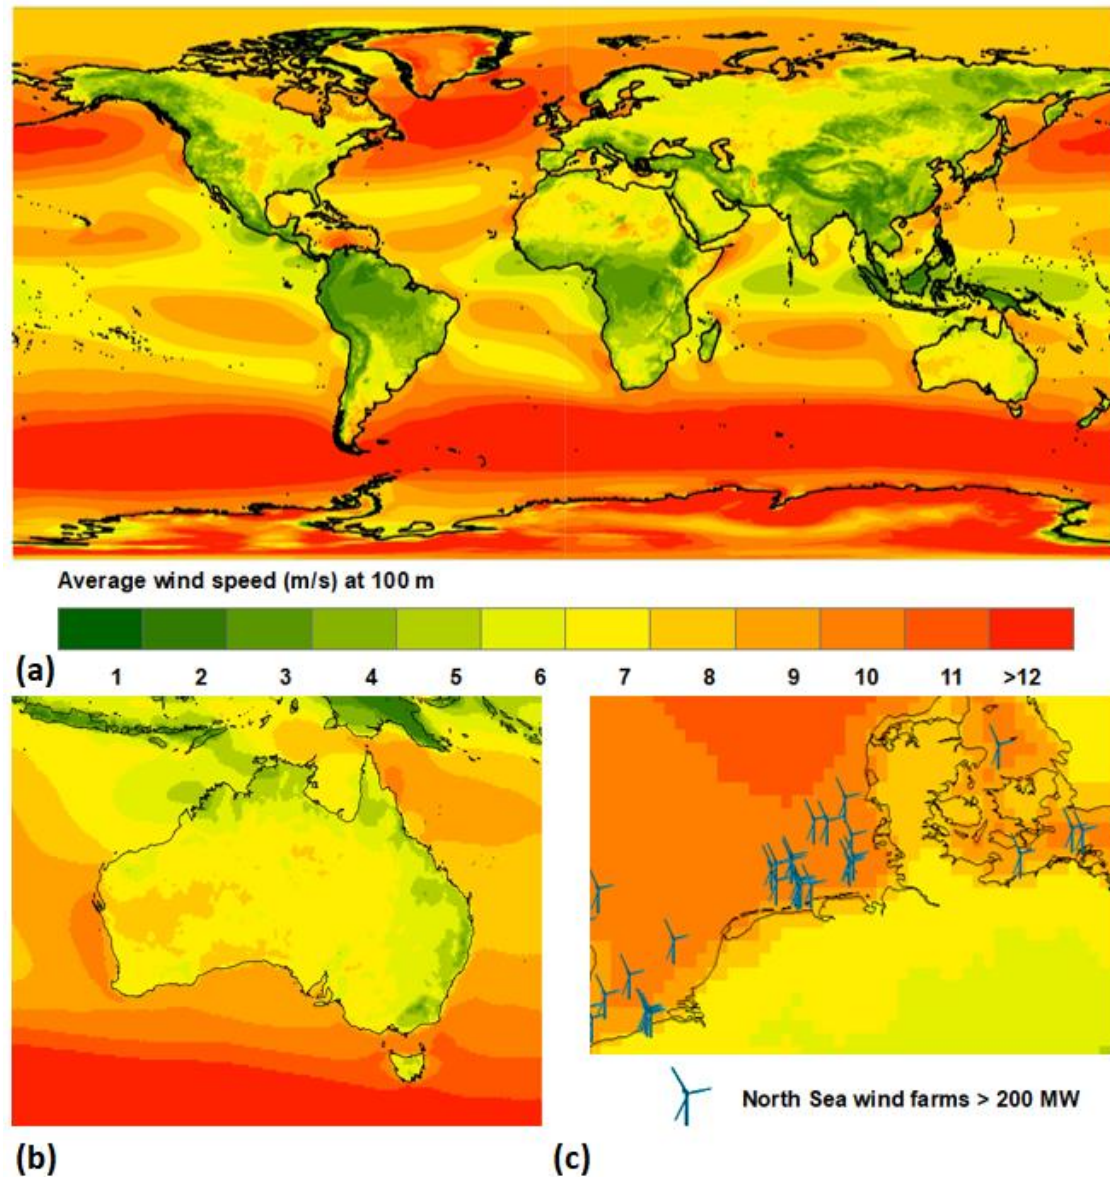 Average wind speed (m/s) at 100 m
(a) 1 2 3 4 5 6 7 8 9 10 11 >12
North Sea wind farms > 200 MW
(b) (c)